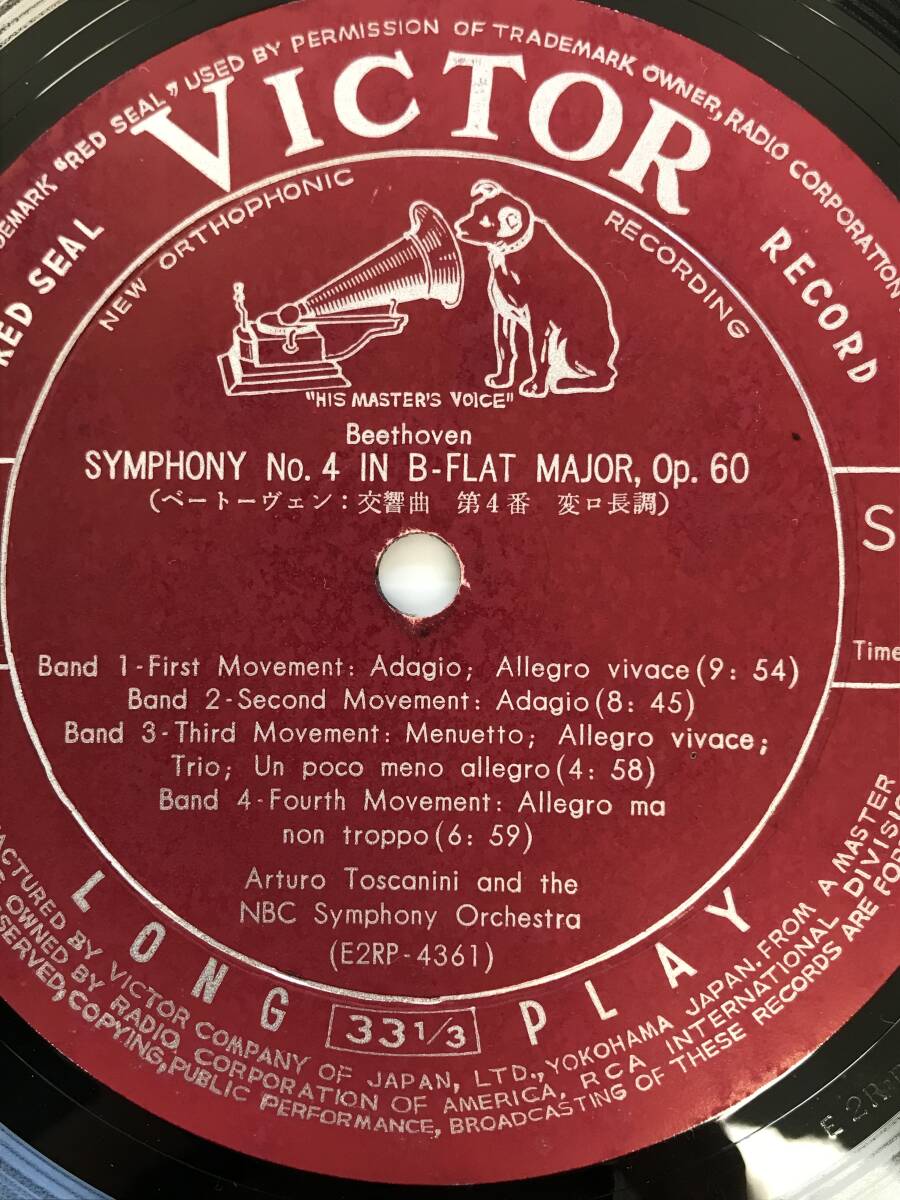 TRADEMARK "RED SEAL" USED BY PERMISSION OF TRADEMARK OWNER, RADIO CORPORATION
VICTOR
RED SEAL
RECORD
NEW ORTHOPHONIC
RECORDING
"HIS MASTER'S VOICE"
Beethoven
SYMPHONY No. 4 IN B-FLAT MAJOR, Op. 60
(ベートーヴェン：交響曲 第4番 変ロ長調)
S
Time
Band 1-First Movement: Adagio; Allegro vivace(9: 54)
Band 2-Second Movement: Adagio(8: 45)
Band 3-Third Movement: Menuetto; Allegro vivace;
Trio; Un poco meno allegro(4: 58)
Band 4-Fourth Movement: Allegro ma
non troppo(6: 59)
Arturo Toscanini and the
NBC Symphony Orchestra
(E2RP-4361)
LONG 33 1/3 PLAY
BY VICTOR COMPANY OF JAPAN, LTD., YOKOHAMA JAPAN. FROM A MASTER
OWNED BY RADIO CORPORATION OF AMERICA, RCA INTERNATIONAL
COPYING, PUBLIC PERFORMANCE, BROADCASTING OF THESE RECORDS ARE